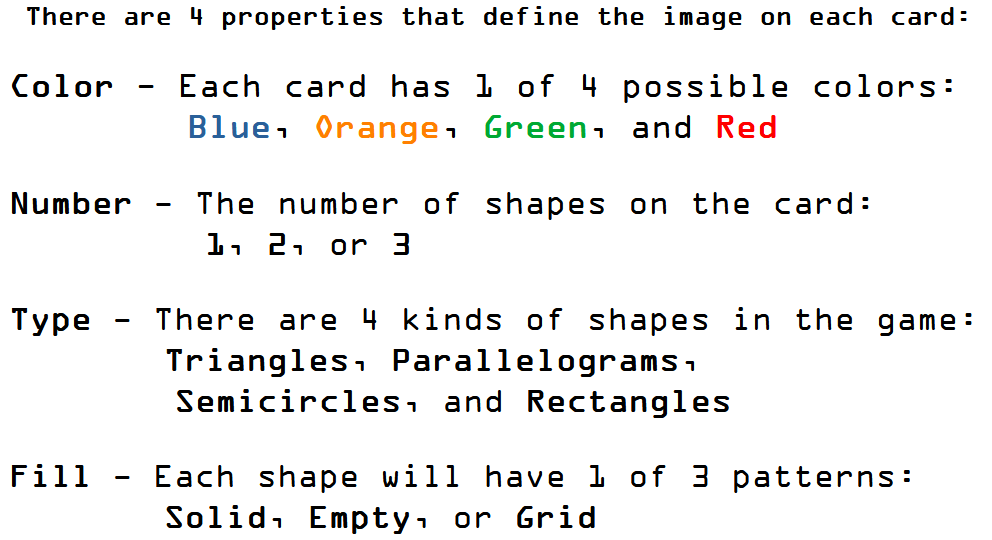 There are 4 properties that define the image on each card:
Color - Each card has 1 of 4 possible colors:
Blue, Orange, Green, and Red
Number - The number of shapes on the card:
1, 2, or 3
Type - There are 4 kinds of shapes in the game:
Triangles, Parallelograms,
Semicircles, and Rectangles
Fill - Each shape will have 1 of 3 patterns:
Solid, Empty, or Grid